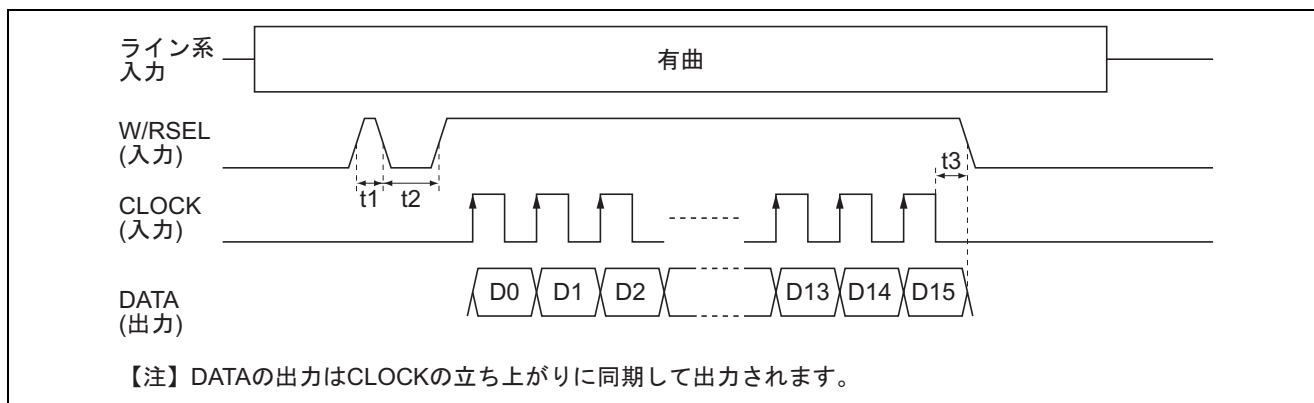 ライン系
入力
有曲
W/RSEL
(入力)
t1 t2
t3
CLOCK
(入力)
DATA
(出力)
D0 D1 D2 D13 D14 D15
【注】DATAの出力はCLOCKの立ち上がりに同期して出力されます。